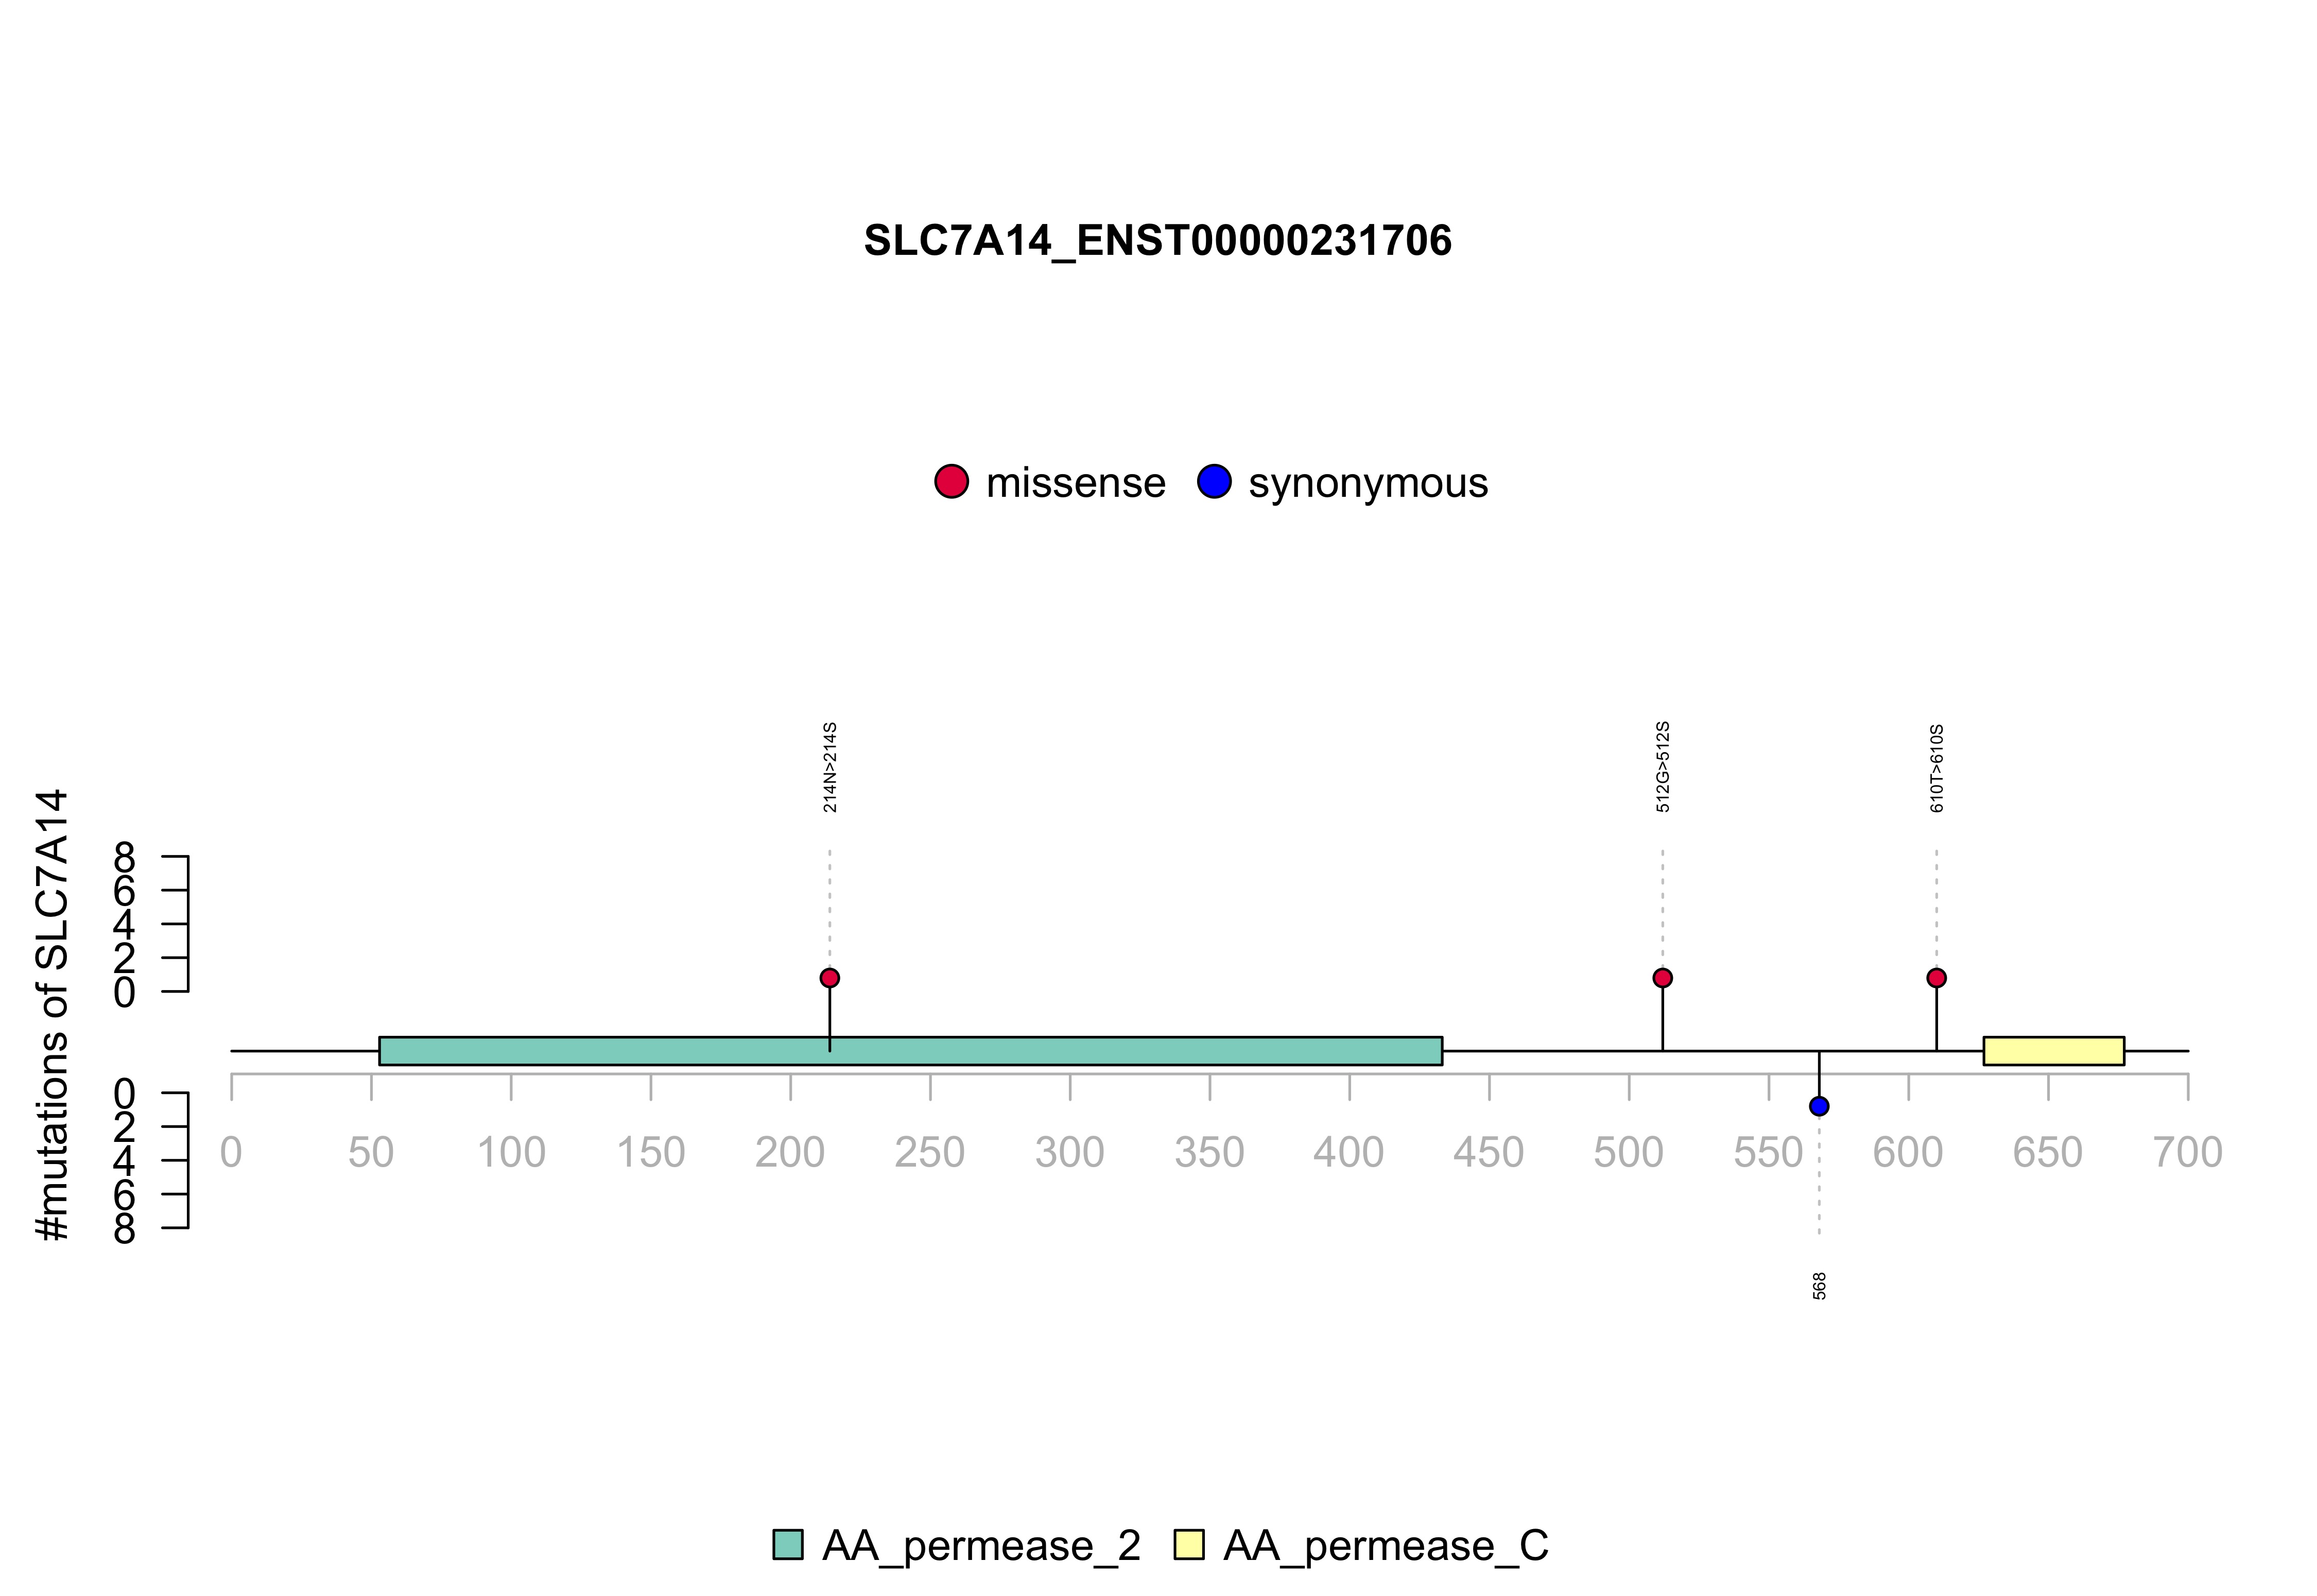 SLC7A14_ENST00000231706
missense synonymous
214N>214S 512G>512S 610T>610S
#mutations of SLC7A14
8
6
4
2
0
0
2
4
6
8
0 50 100 150 200 250 300 350 400 450 500 550 600 650 700
568
AA_permease_2 AA_permease_C